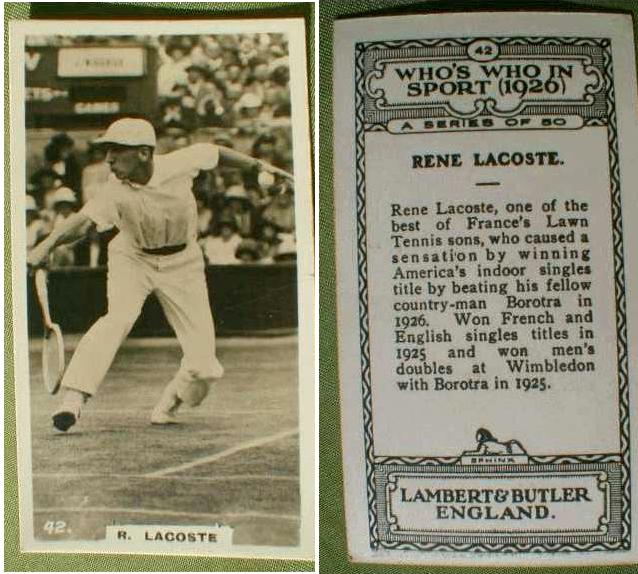 GAMES
42.
R. LACOSTE
42
WHO'S WHO IN
SPORT (1926)
A SERIES OF 50
RENE LACOSTE.
Rene Lacoste, one of the
best of France's Lawn
Tennis sons, who caused a
sensation by winning
America's indoor singles
title by beating his fellow
country-man Borotra in
1926. Won French and
English singles titles in
1925 and won men's
doubles at Wimbledon
with Borotra in 1925.
SPHINX
LAMBERT & BUTLER
ENGLAND.